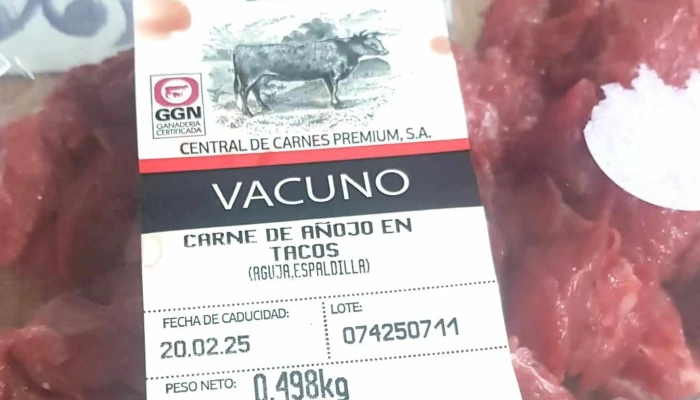 GGN
GANADERÍA
CERTIFICADA
CENTRAL DE CARNES PREMIUM, S.A.
VACUNO
CARNE DE AÑOJO EN
TACOS
(AGUJA,ESPALDILLA)
FECHA DE CADUCIDAD:
20.02.25
LOTE:
074250711
PESO NETO: 0,498kg